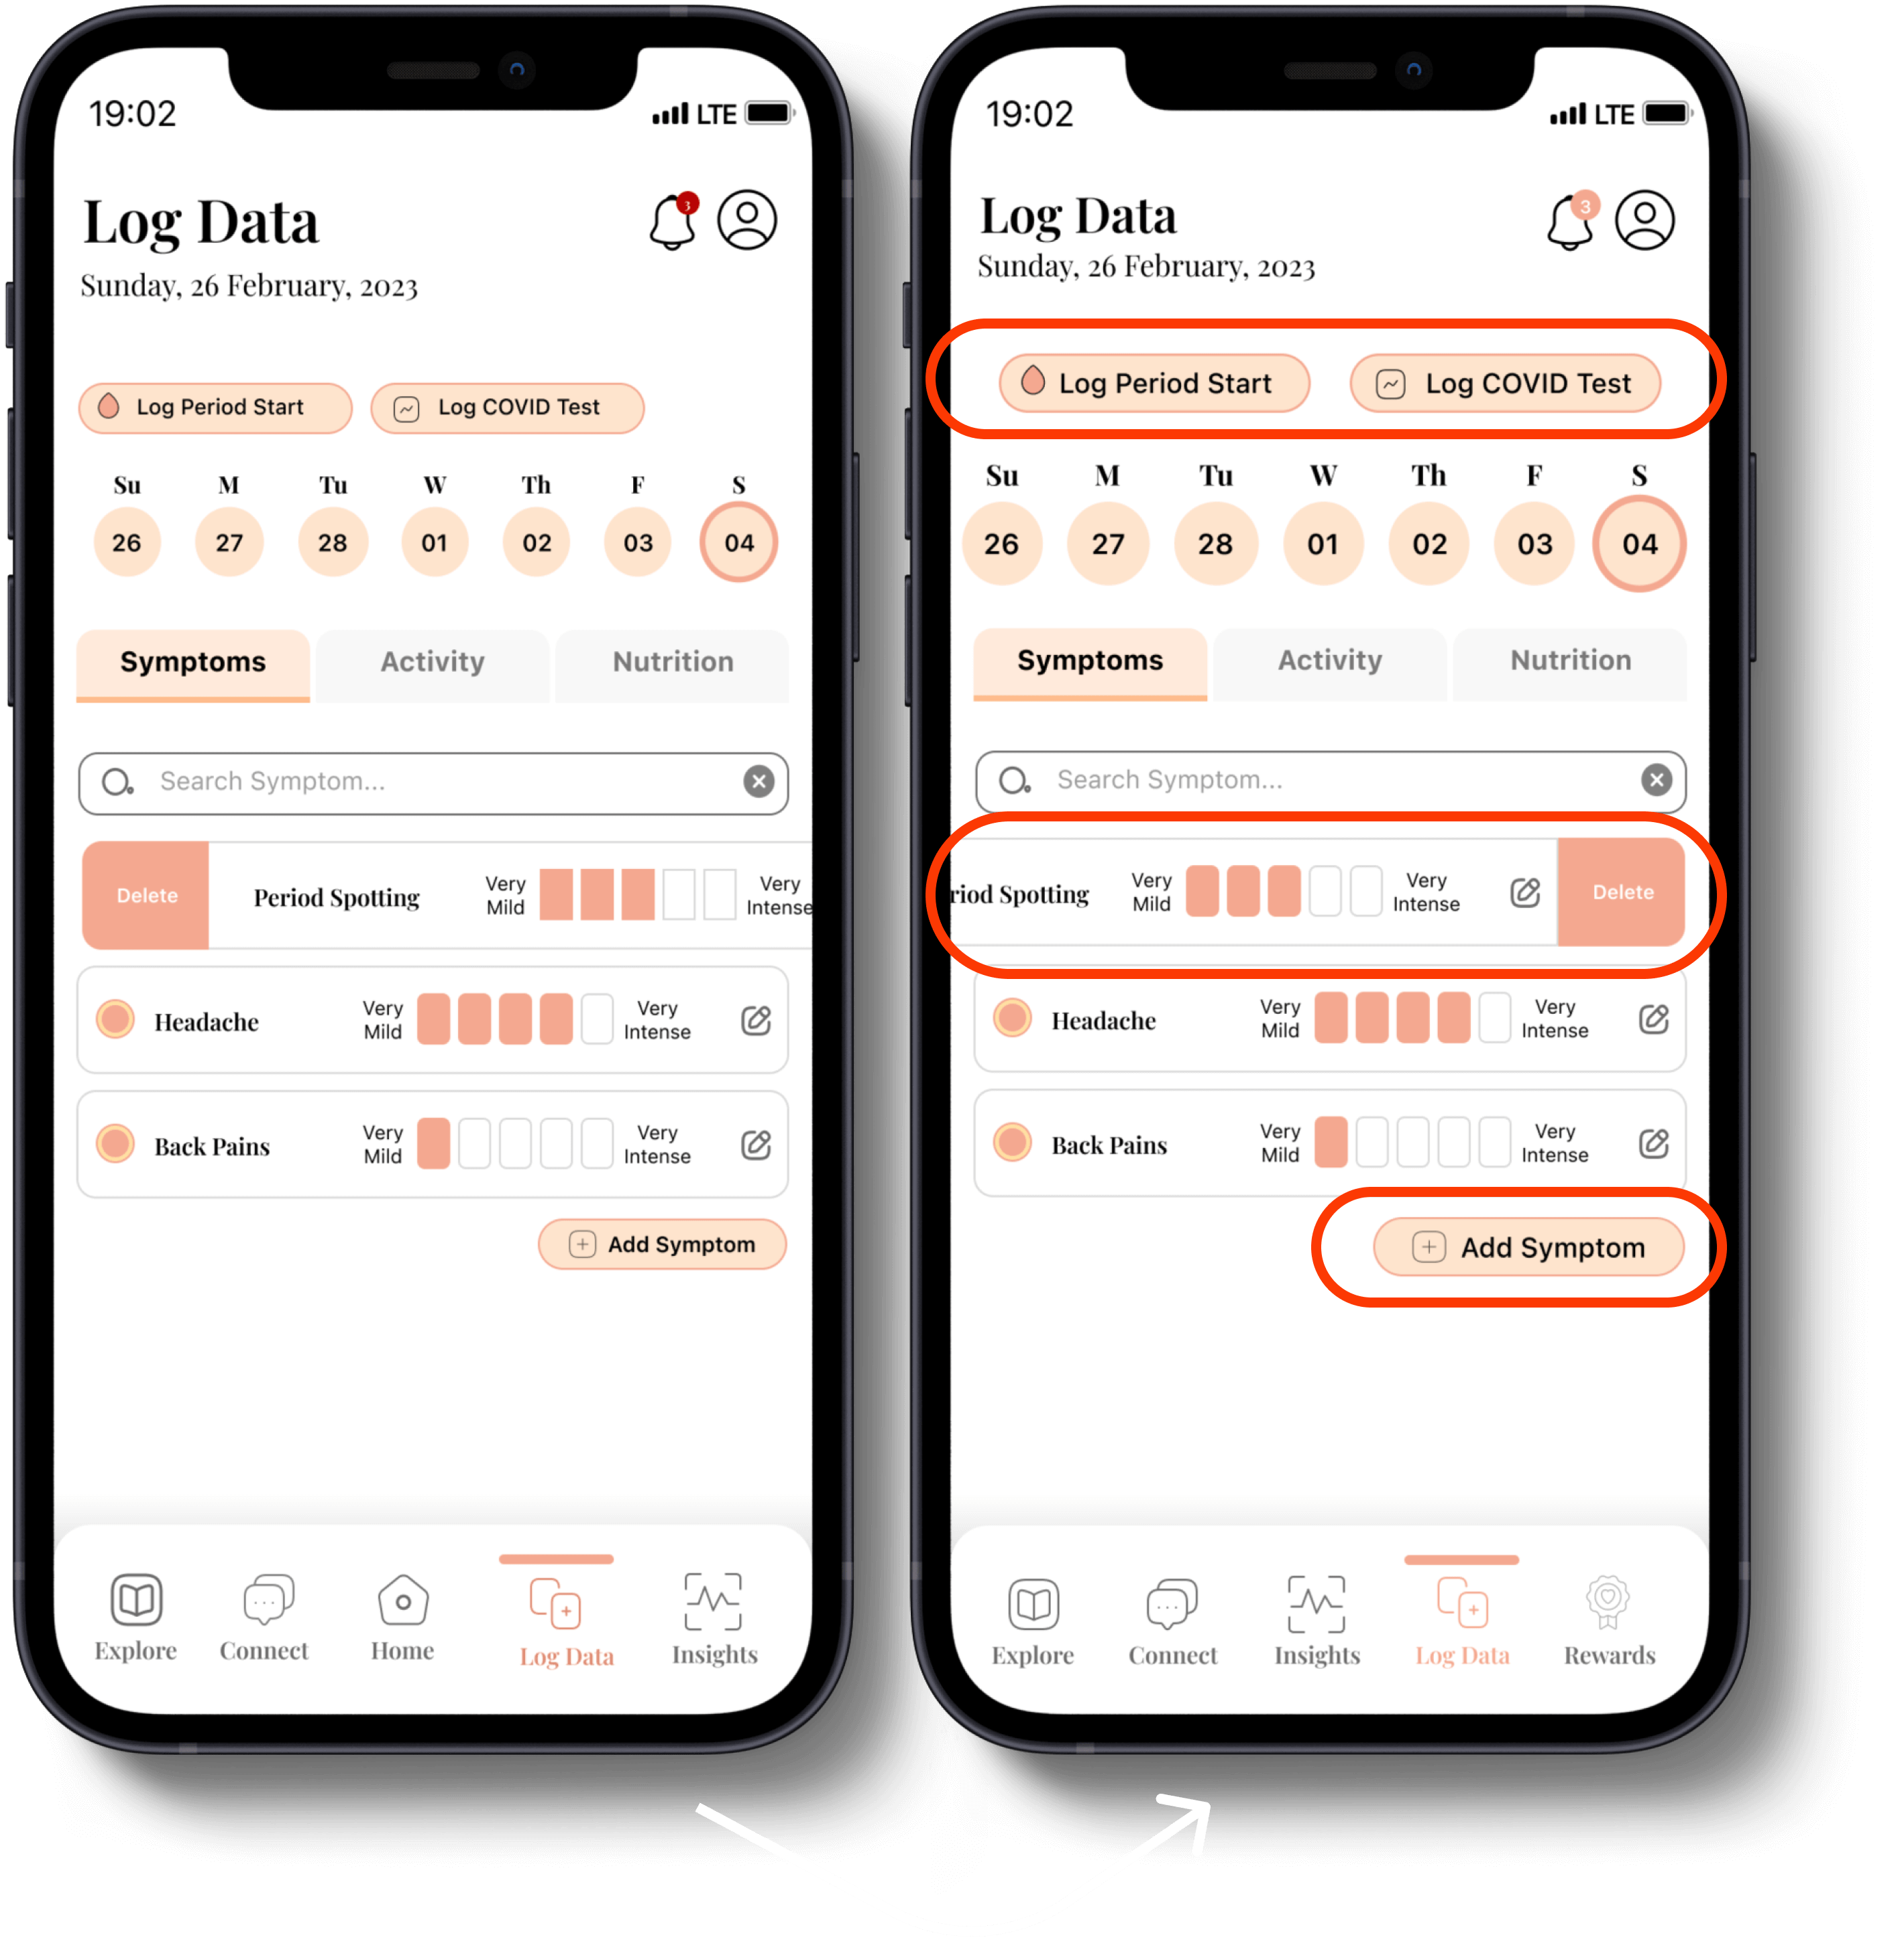 19:02
LTE
Log Data
3
Sunday, 26 February, 2023
Log Period Start
Log COVID Test
Su M Tu W Th F S
26 27 28 01 02 03 04
Symptoms
Activity
Nutrition
Search Symptom...
Delete
Period Spotting
Very
Mild
Very
Intense
Headache
Very
Mild
Very
Intense
Back Pains
Very
Mild
Very
Intense
Add Symptom
Explore
Connect
Home
Log Data
Insights
19:02
LTE
Log Data
3
Sunday, 26 February, 2023
Log Period Start
Log COVID Test
Su M Tu W Th F S
26 27 28 01 02 03 04
Symptoms
Activity
Nutrition
Search Symptom...
riod Spotting
Very
Mild
Very
Intense
Delete
Headache
Very
Mild
Very
Intense
Back Pains
Very
Mild
Very
Intense
Add Symptom
Explore
Connect
Insights
Log Data
Rewards